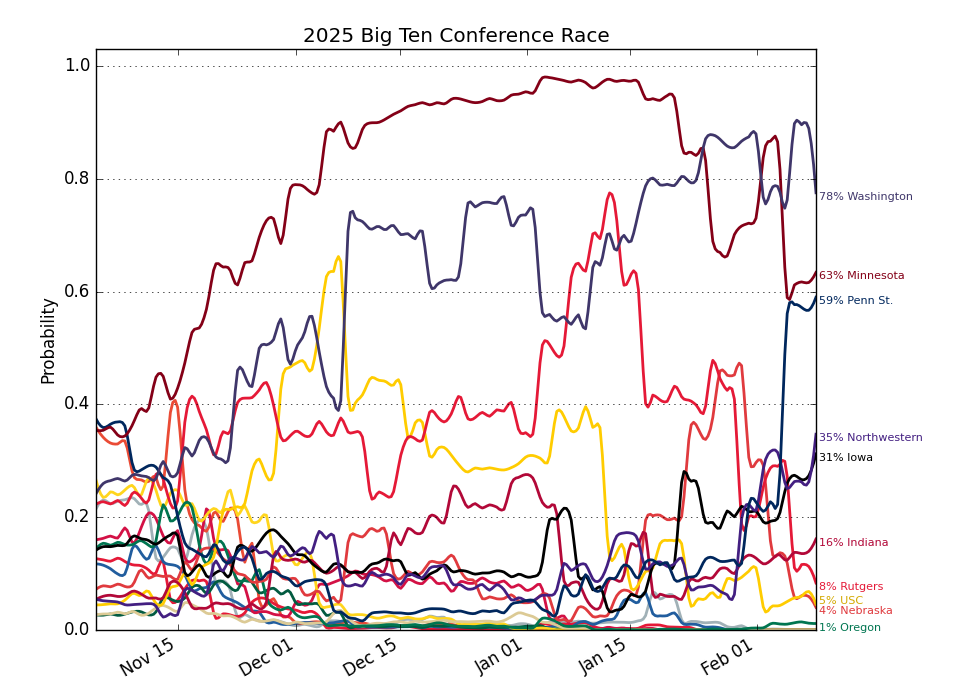 2025 Big Ten Conference Race
Probability
1.0
0.8
0.6
0.4
0.2
0.0
Nov 15
Dec 01
Dec 15
Jan 01
Jan 15
Feb 01
78% Washington
63% Minnesota
59% Penn St.
35% Northwestern
31% Iowa
16% Indiana
8% Rutgers
5% USC
4% Nebraska
1% Oregon